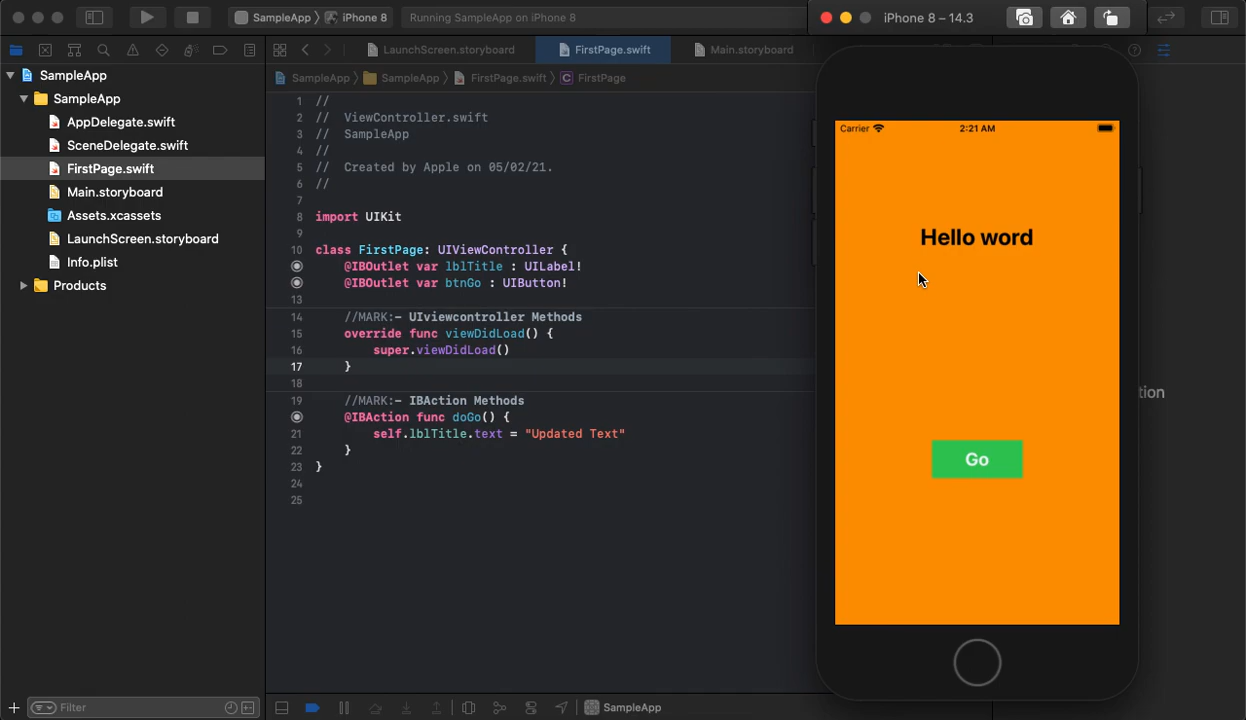 SampleApp › iPhone 8
Running SampleApp on iPhone 8
iPhone 8 – 14.3
LaunchScreen.storyboard
FirstPage.swift
Main.storyboard
SampleApp › SampleApp › FirstPage.swift › C FirstPage
SampleApp
SampleApp
AppDelegate.swift
SceneDelegate.swift
FirstPage.swift
Main.storyboard
Assets.xcassets
LaunchScreen.storyboard
Info.plist
Products
1 //
2 // ViewController.swift
3 // SampleApp
4 //
5 // Created by Apple on 05/02/21.
6 //
7
8 import UIKit
9
10 class FirstPage: UIViewController {
@IBOutlet var lblTitle : UILabel!
@IBOutlet var btnGo : UIButton!
13
14 //MARK:- UIviewcontroller Methods
15 override func viewDidLoad() {
16 super.viewDidLoad()
17 }
18
19 //MARK:- IBAction Methods
@IBAction func doGo() {
21 self.lblTitle.text = "Updated Text"
22 }
23 }
24
25
Carrier
2:21 AM
Hello word
Go
tion
Filter
SampleApp